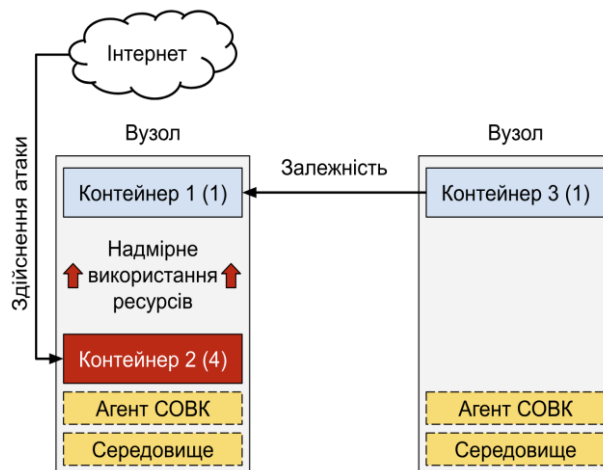 Інтернет
Здійснення атаки
Вузол
Вузол
Контейнер 1 (1)
Залежність
Контейнер 3 (1)
Надмірне
використання
ресурсів
Контейнер 2 (4)
Агент СОВК
Агент СОВК
Середовище
Середовище